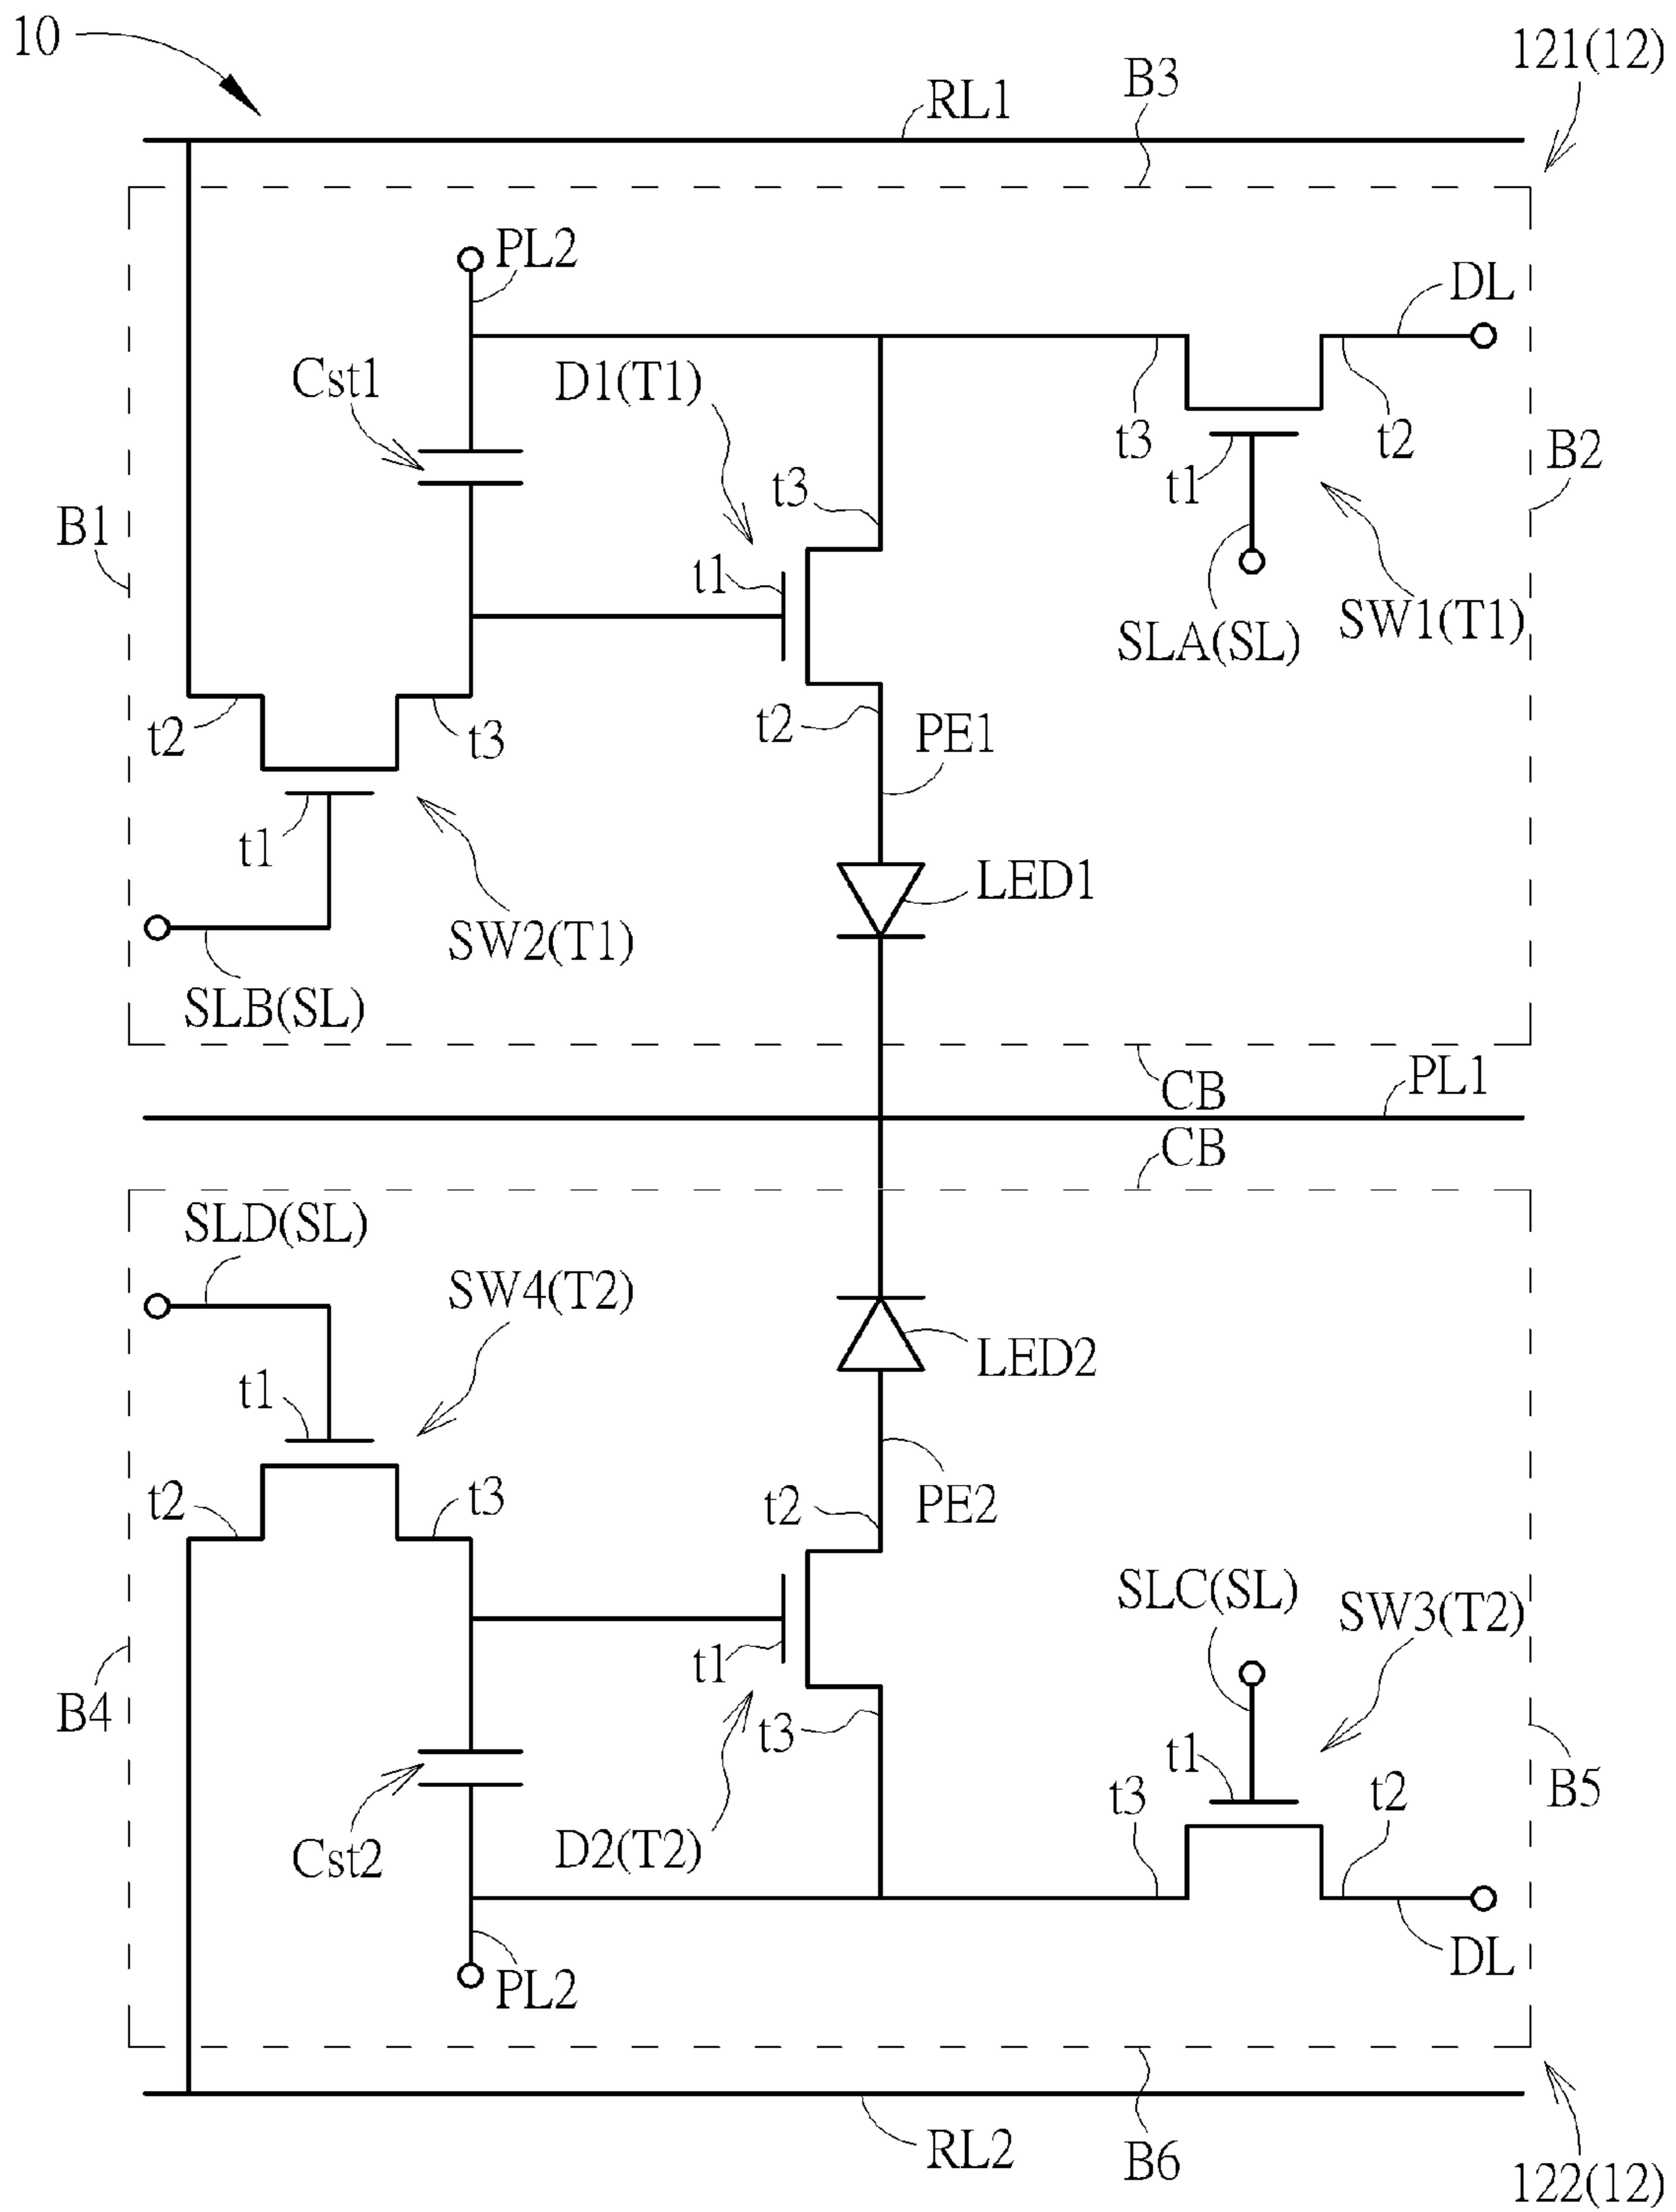 10
121(12)
B3
RL1
PL2
DL
Cst1
D1(T1)
t3
t2
B2
t3
t1
B1
t1
SW1(T1)
SLA(SL)
t2
t3
t2
PE1
t1
LED1
SW2(T1)
SLB(SL)
CB
PL1
CB
SLD(SL)
SW4(T2)
LED2
t1
t2
t3
t2
PE2
SLC(SL)
SW3(T2)
t1
B4
t3
t1
t3
t2
B5
D2(T2)
Cst2
DL
PL2
RL2
B6
122(12)